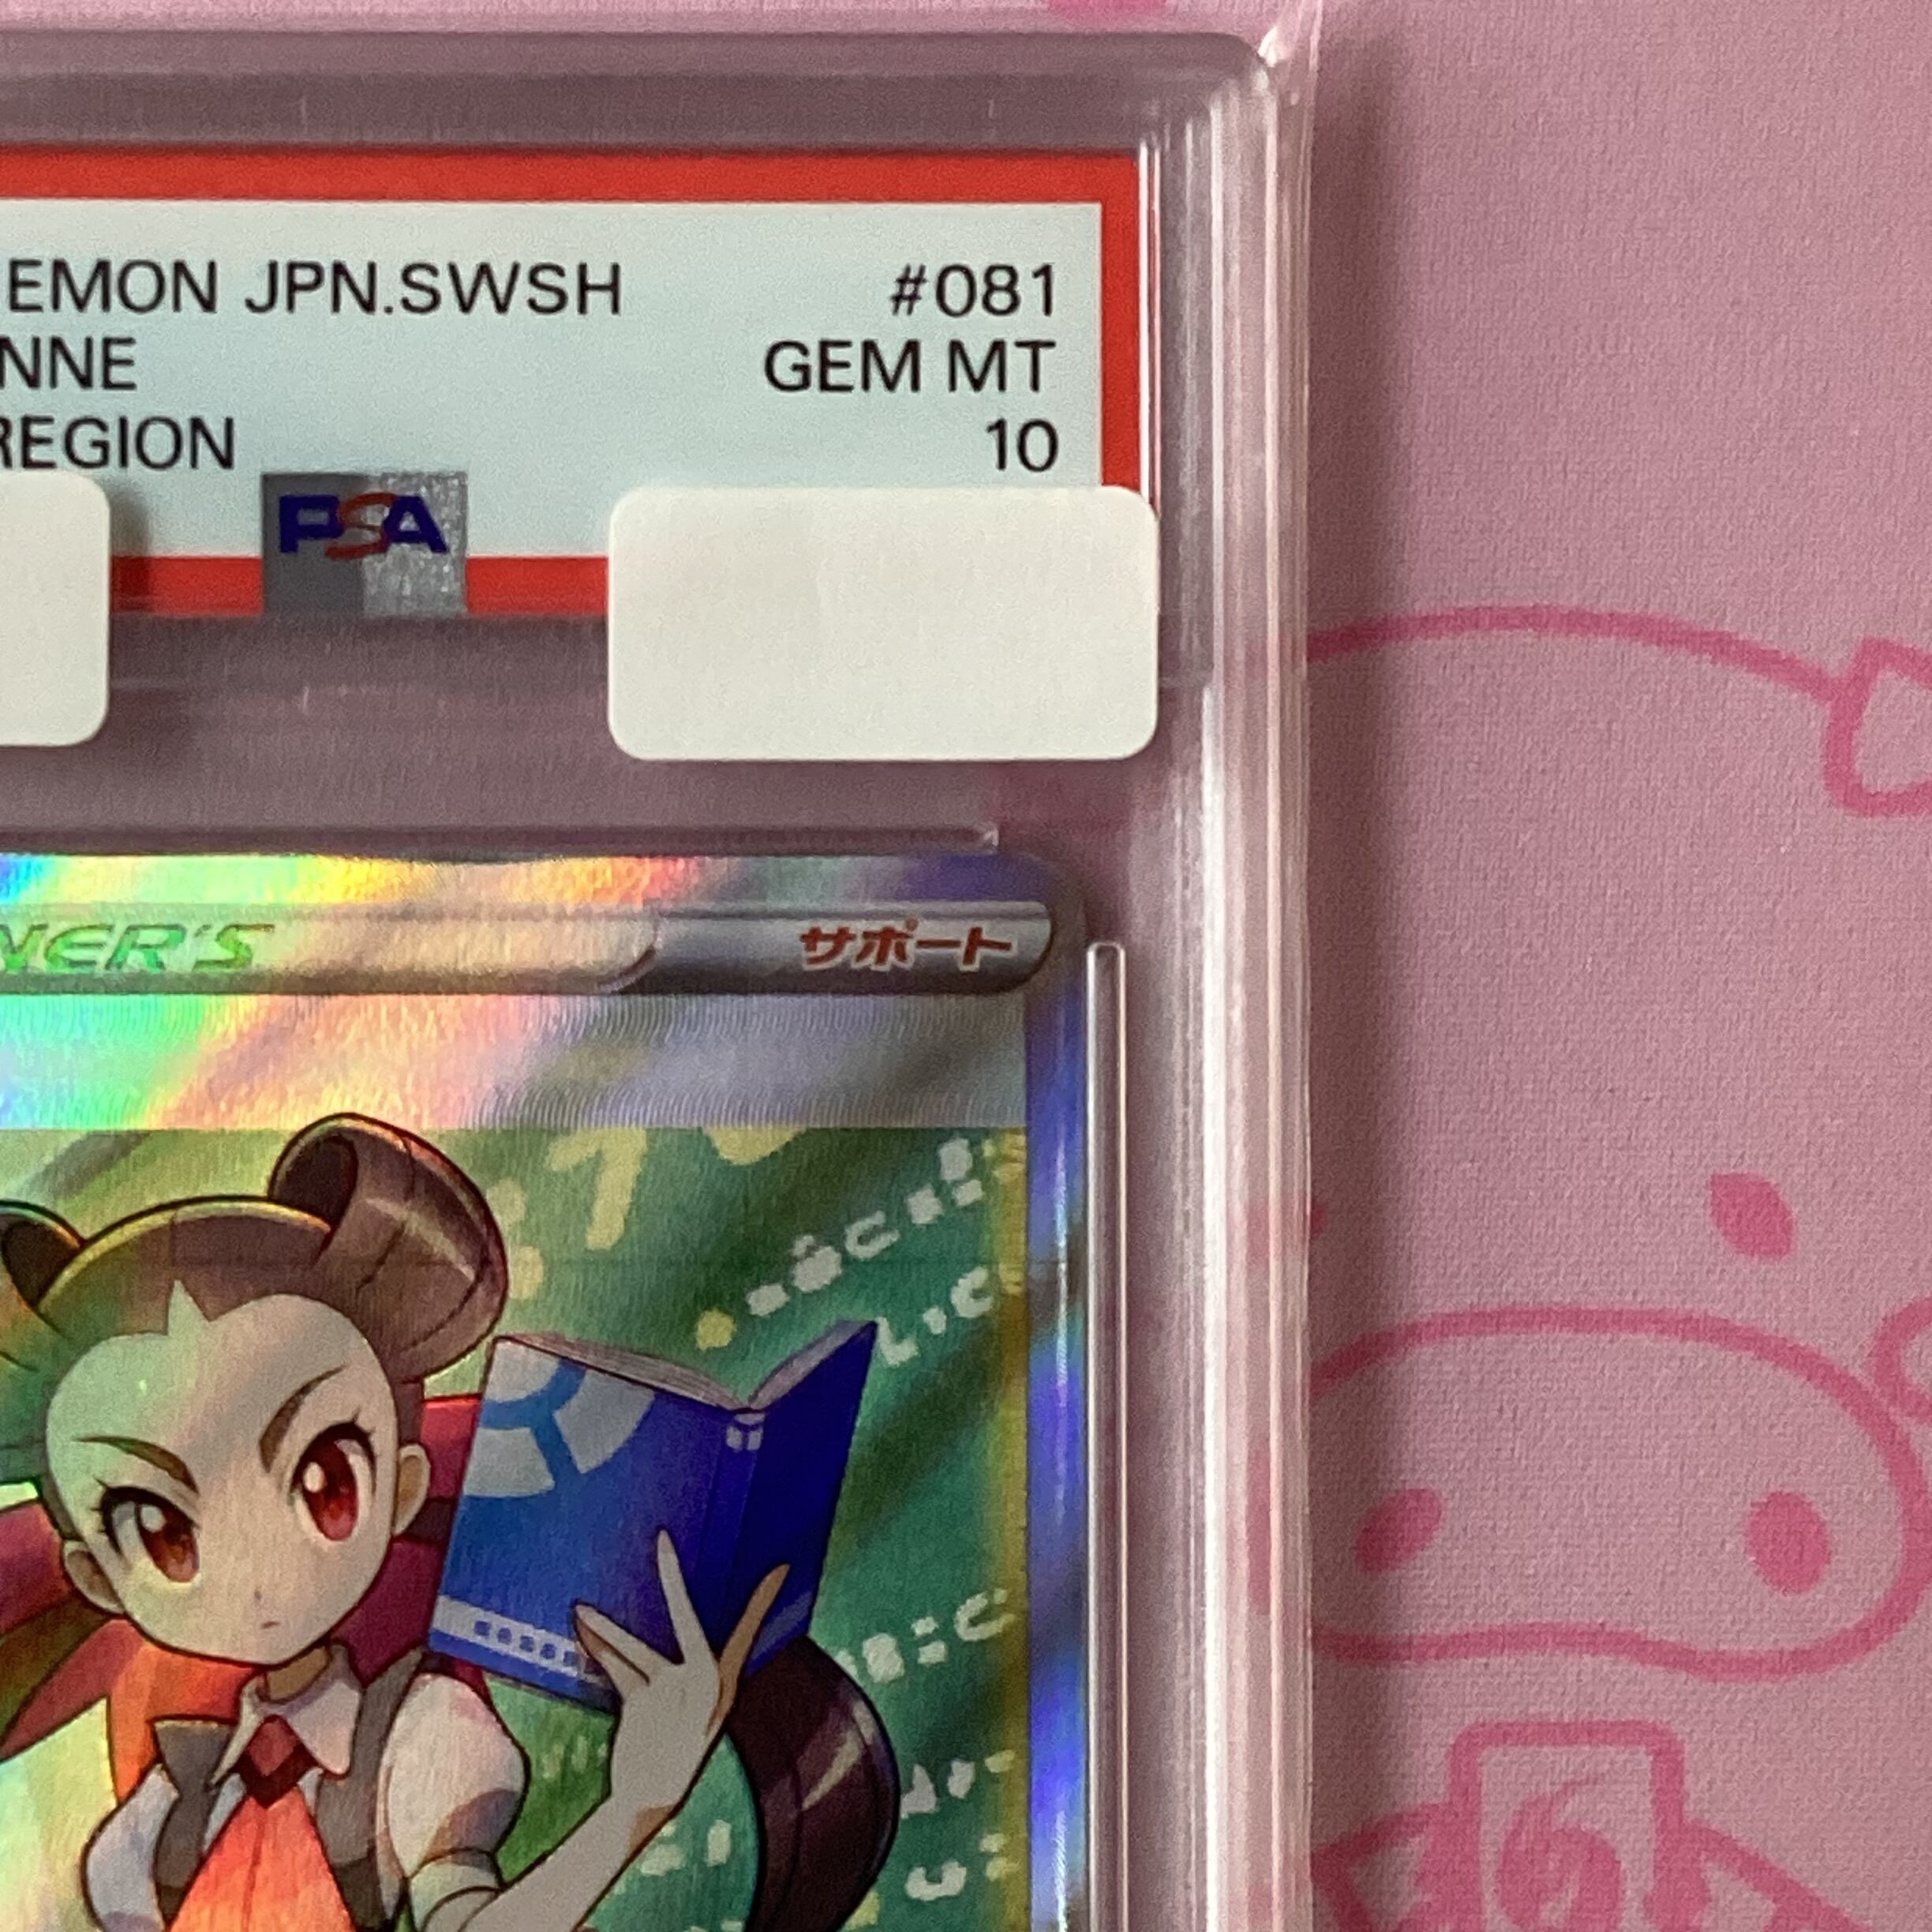 EMON JPN.SWSH #081
NNE GEM MT
REGION 10
PSA
NER'S サポート